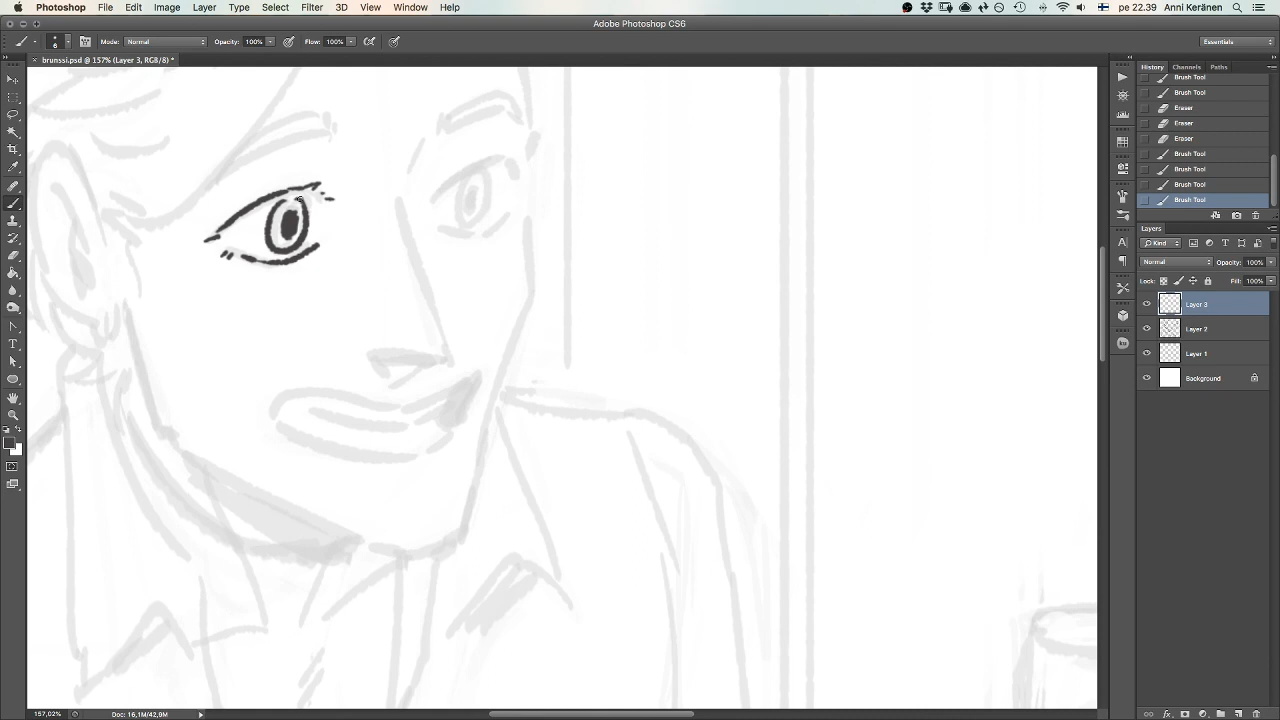 Photoshop File Edit Image Layer Type Select Filter 3D View Window Help pe 22.39 Anni Keränen
Adobe Photoshop CS6
6 Mode: Normal Opacity: 100% Flow: 100% Essentials
brunssi.psd @ 157% (Layer 3, RGB/8) *
History Channels Paths
Brush Tool
Brush Tool
Eraser
Eraser
Eraser
Brush Tool
Brush Tool
Brush Tool
Brush Tool
Layers
Kind
Normal Opacity: 100%
Lock: Fill: 100%
Layer 3
Layer 2
Layer 1
Background
157,02% Doc: 16,1M/42,9M